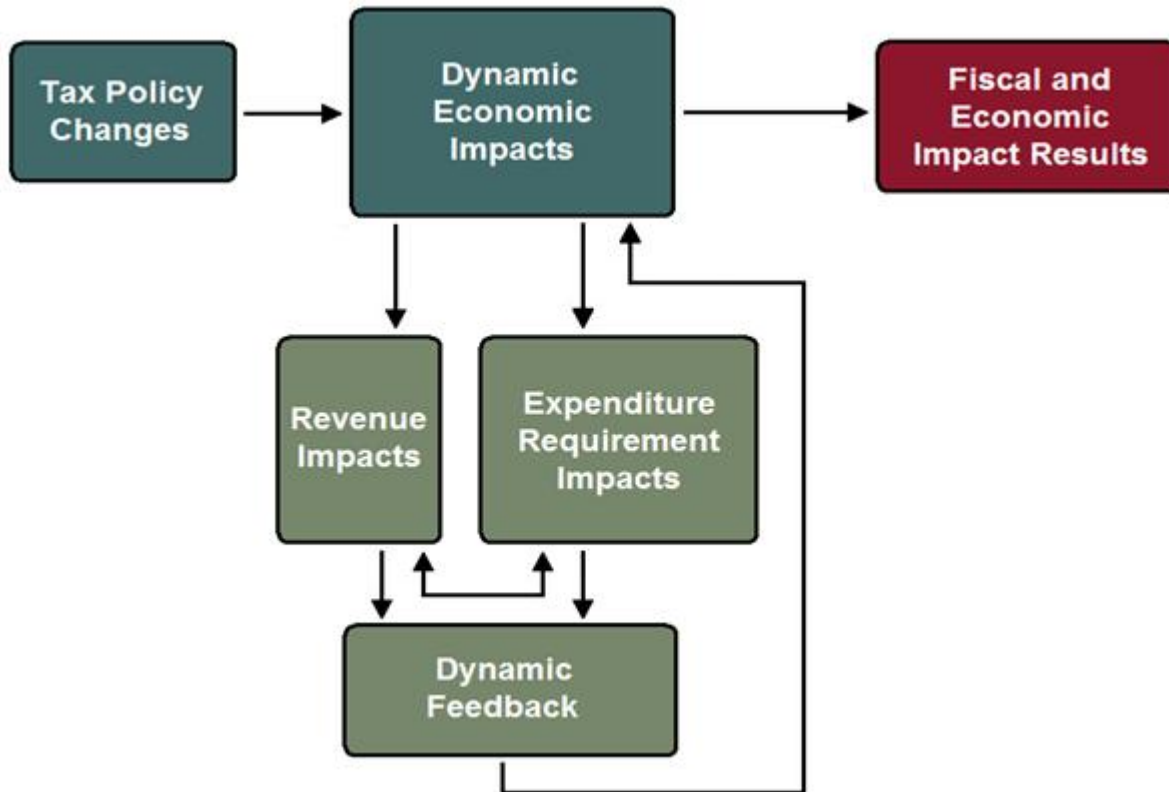 Tax Policy
Changes
Dynamic
Economic
Impacts
Fiscal and
Economic
Impact Results
Revenue
Impacts
Expenditure
Requirement
Impacts
Dynamic
Feedback